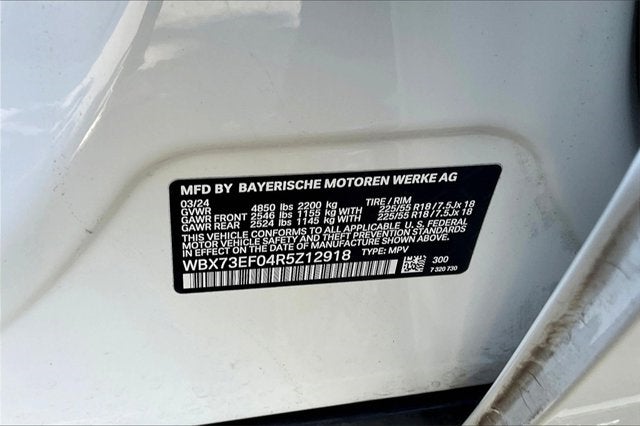 MFD BY BAYERISCHE MOTOREN WERKE AG
03/24 TIRE / RIM
GVWR 4850 lbs 2200 kg
GAWR FRONT 2546 lbs 1155 kg WITH 225/55 R18 / 7.5Jx 18
GAWR REAR 2524 lbs 1145 kg WITH 225/55 R18 / 7.5Jx 18
THIS VEHICLE CONFORMS TO ALL APPLICABLE U. S. FEDERAL
MOTOR VEHICLE SAFETY, BUMPER, AND THEFT PREVENTION
STANDARDS IN EFFECT ON THE DATE OF MANUFACTURE SHOWN ABOVE.
WBX73EF04R5Z12918 TYPE: MPV
300
7 320 730